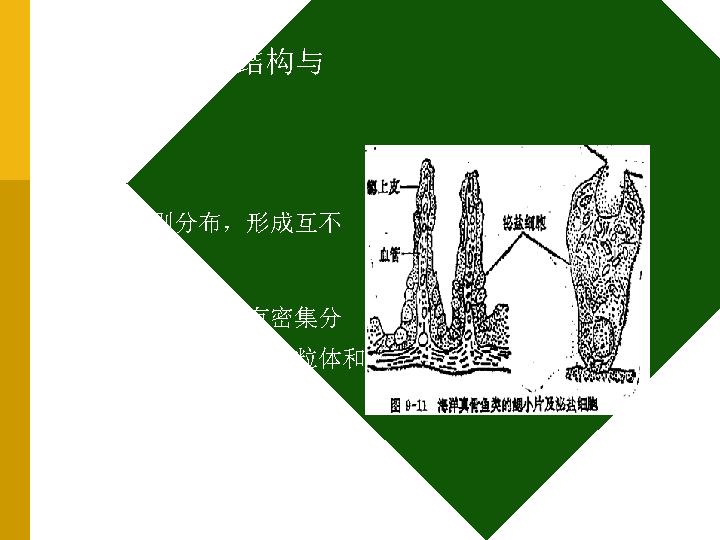 结构与
别分布，形成互不
有密集分
粒体和
鳃上皮
泌盐细胞
血管
图 9-11 海洋真骨鱼类的鳃小片及泌盐细胞